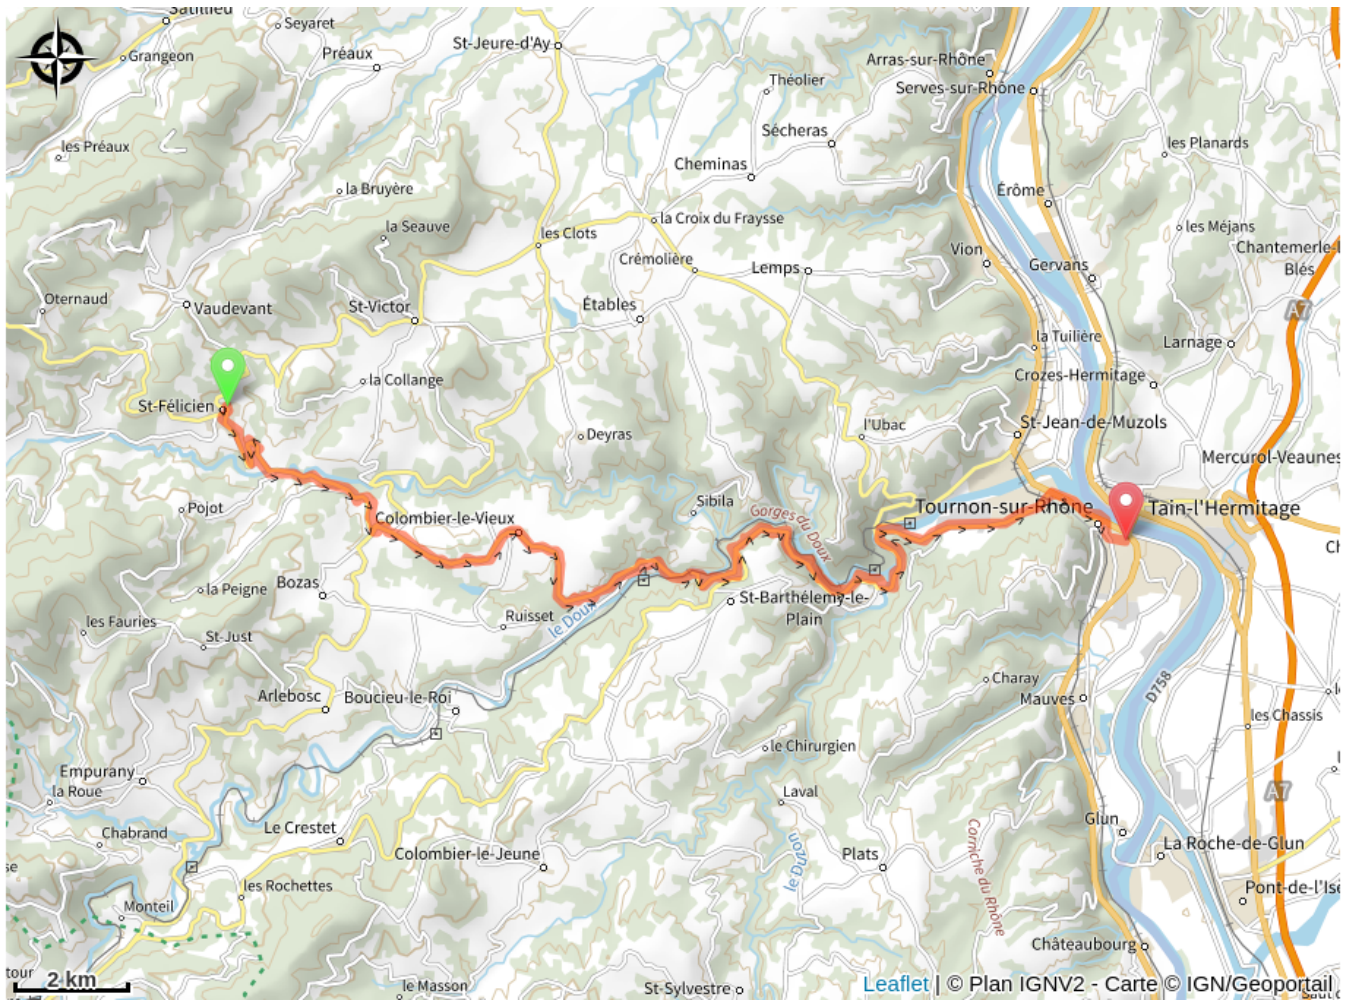 Satillieu
Seyaret
Grangeon
Préaux
St-Jeure-d'Ay
Arras-sur-Rhône
Serves-sur-Rhône
Théolier
Sécheras
les Préaux
les Planards
Cheminas
la Bruyère
Érôme
la Croix du Fraysse
la Seauve
les Clots
les Méjans
Chantemerle-l
Blés
Vion
Crémolière
Lemps
Gervans
Oternaud
Vaudevant
St-Victor
Étables
A7
la Tuilière
Larnage
la Collange
Crozes-Hermitage
St-Félicien
l'Ubac
St-Jean-de-Muzols
Deyras
Mercurol-Veaunes
Pojot
Sibila
Gorges du Doux
Tournon-sur-Rhône
Tain-l'Hermitage
Colombier-le-Vieux
Ch
Bozas
la Peigne
St-Barthélemy-le-
Plain
Ruisset
le Doux
les Fauries
St-Just
Charay
Mauves
D758
Arlebosc
Boucieu-le-Roi
les Chassis
le Chirurgien
Empurany
la Roue
Laval
A7
Chabrand
Le Crestet
Glun
La Roche-de-Glun
Colombier-le-Jeune
le Duzon
Plats
Corniche du Rhône
se
les Rochettes
Pont-de-l'Isè
Monteil
Châteaubourg
tour
2 km
le Masson
St-Sylvestre
Leaflet | © Plan IGNV2 - Carte © IGN/Geoportail